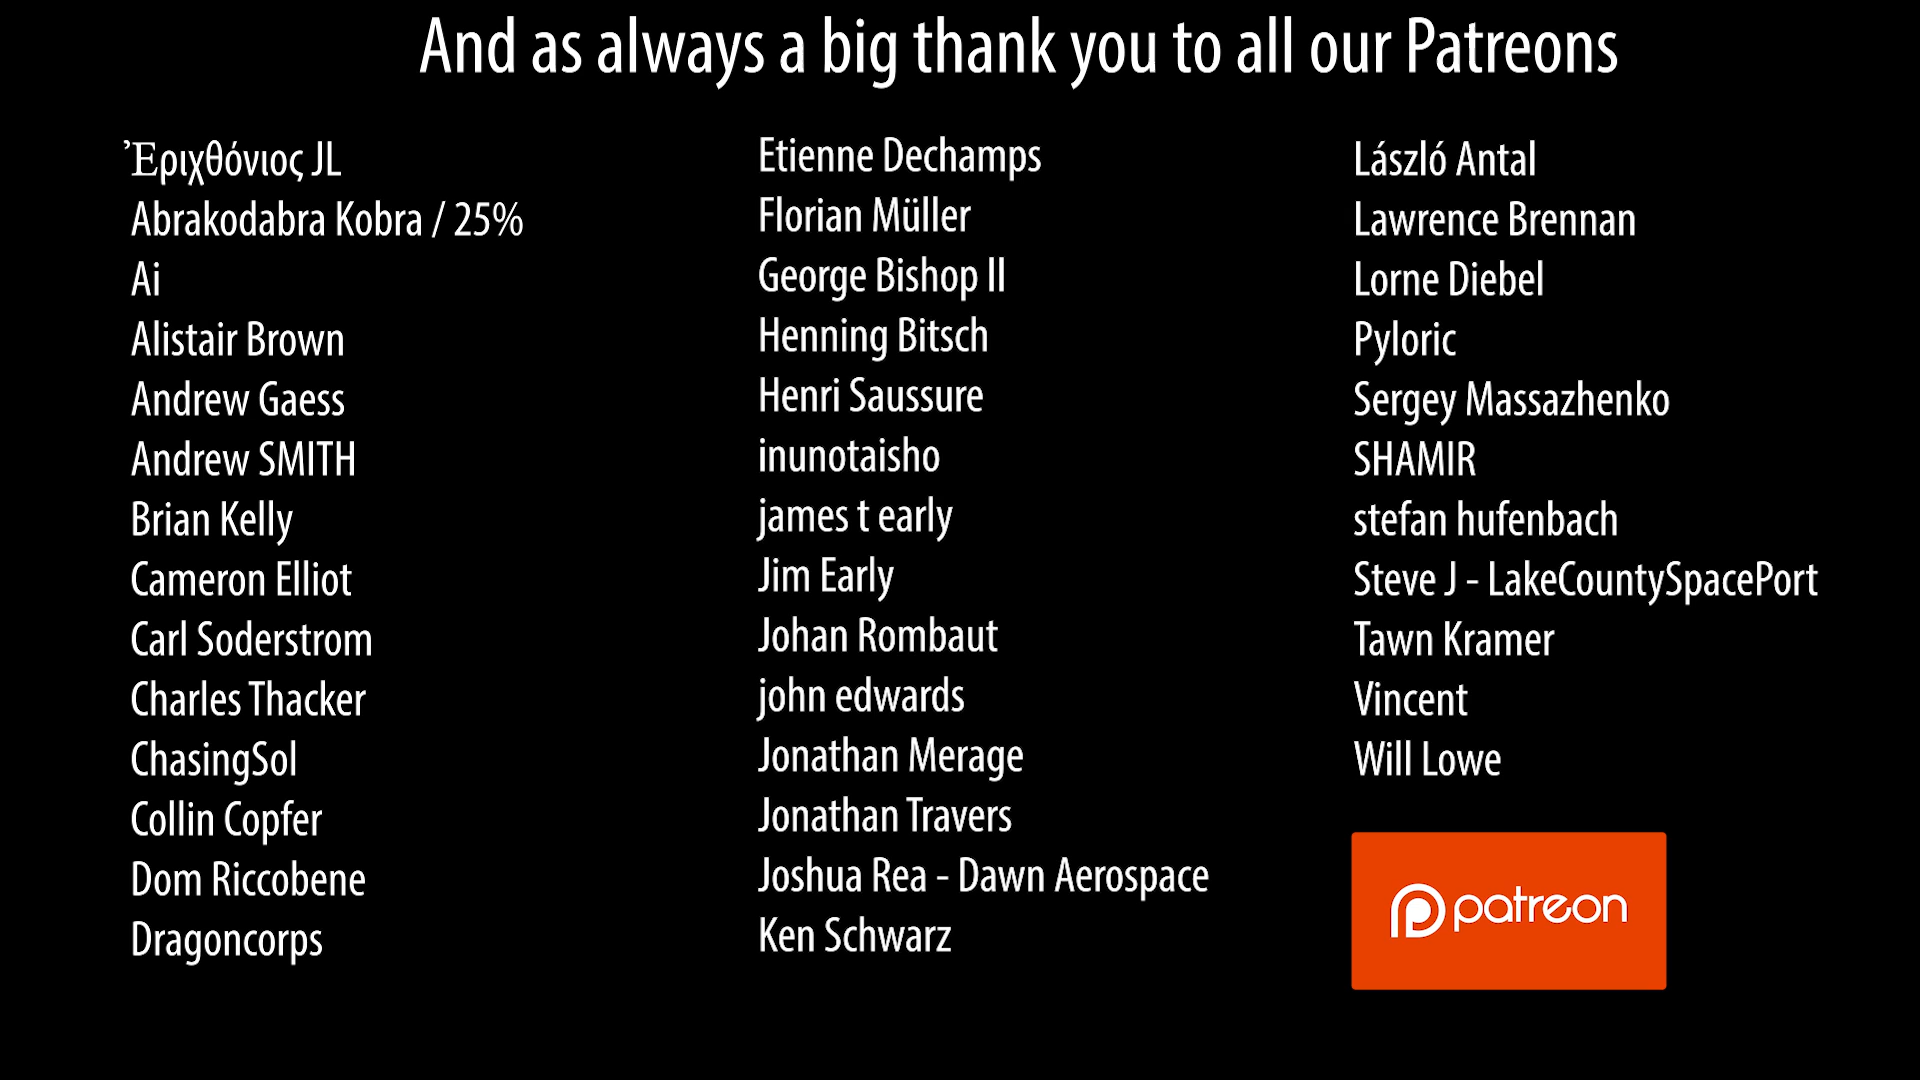 And as always a big thank you to all our Patreons
Ἐριχθόνιος JL
Abrakodabra Kobra / 25%
Ai
Alistair Brown
Andrew Gaess
Andrew SMITH
Brian Kelly
Cameron Elliot
Carl Soderstrom
Charles Thacker
ChasingSol
Collin Copfer
Dom Riccobene
Dragoncorps
Etienne Dechamps
Florian Müller
George Bishop II
Henning Bitsch
Henri Saussure
inunotaisho
james t early
Jim Early
Johan Rombaut
john edwards
Jonathan Merage
Jonathan Travers
Joshua Rea - Dawn Aerospace
Ken Schwarz
László Antal
Lawrence Brennan
Lorne Diebel
Pyloric
Sergey Massazhenko
SHAMIR
stefan hufenbach
Steve J - LakeCountySpacePort
Tawn Kramer
Vincent
Will Lowe
patreon